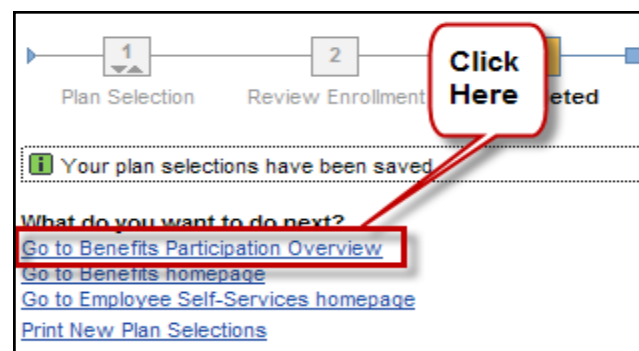 1
2
Click
Here
Plan Selection
Review Enrollment
eted
Your plan selections have been saved
What do you want to do next?
Go to Benefits Participation Overview
Go to Benefits homepage
Go to Employee Self-Services homepage
Print New Plan Selections